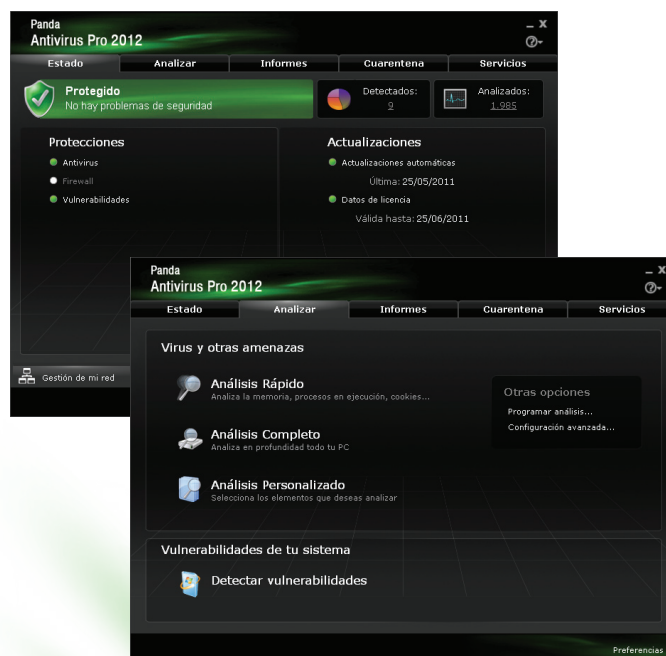 Panda
Antivirus Pro 2012
Estado Analizar Informes Cuarentena Servicios
Protegido
No hay problemas de seguridad
Detectados:
9
Analizados:
1.985
Protecciones
Antivirus
Firewall
Vulnerabilidades
Actualizaciones
Actualizaciones automáticas
Última: 25/05/2011
Datos de licencia
Válida hasta: 25/06/2011
Gestión de mi red
Panda
Antivirus Pro 2012
Estado Analizar Informes Cuarentena Servicios
Virus y otras amenazas
Análisis Rápido
Analiza la memoria, procesos en ejecución, cookies...
Análisis Completo
Analiza en profundidad todo tu PC
Análisis Personalizado
Selecciona los elementos que deseas analizar
Otras opciones
Programar análisis...
Configuración avanzada...
Vulnerabilidades de tu sistema
Detectar vulnerabilidades
Preferencias